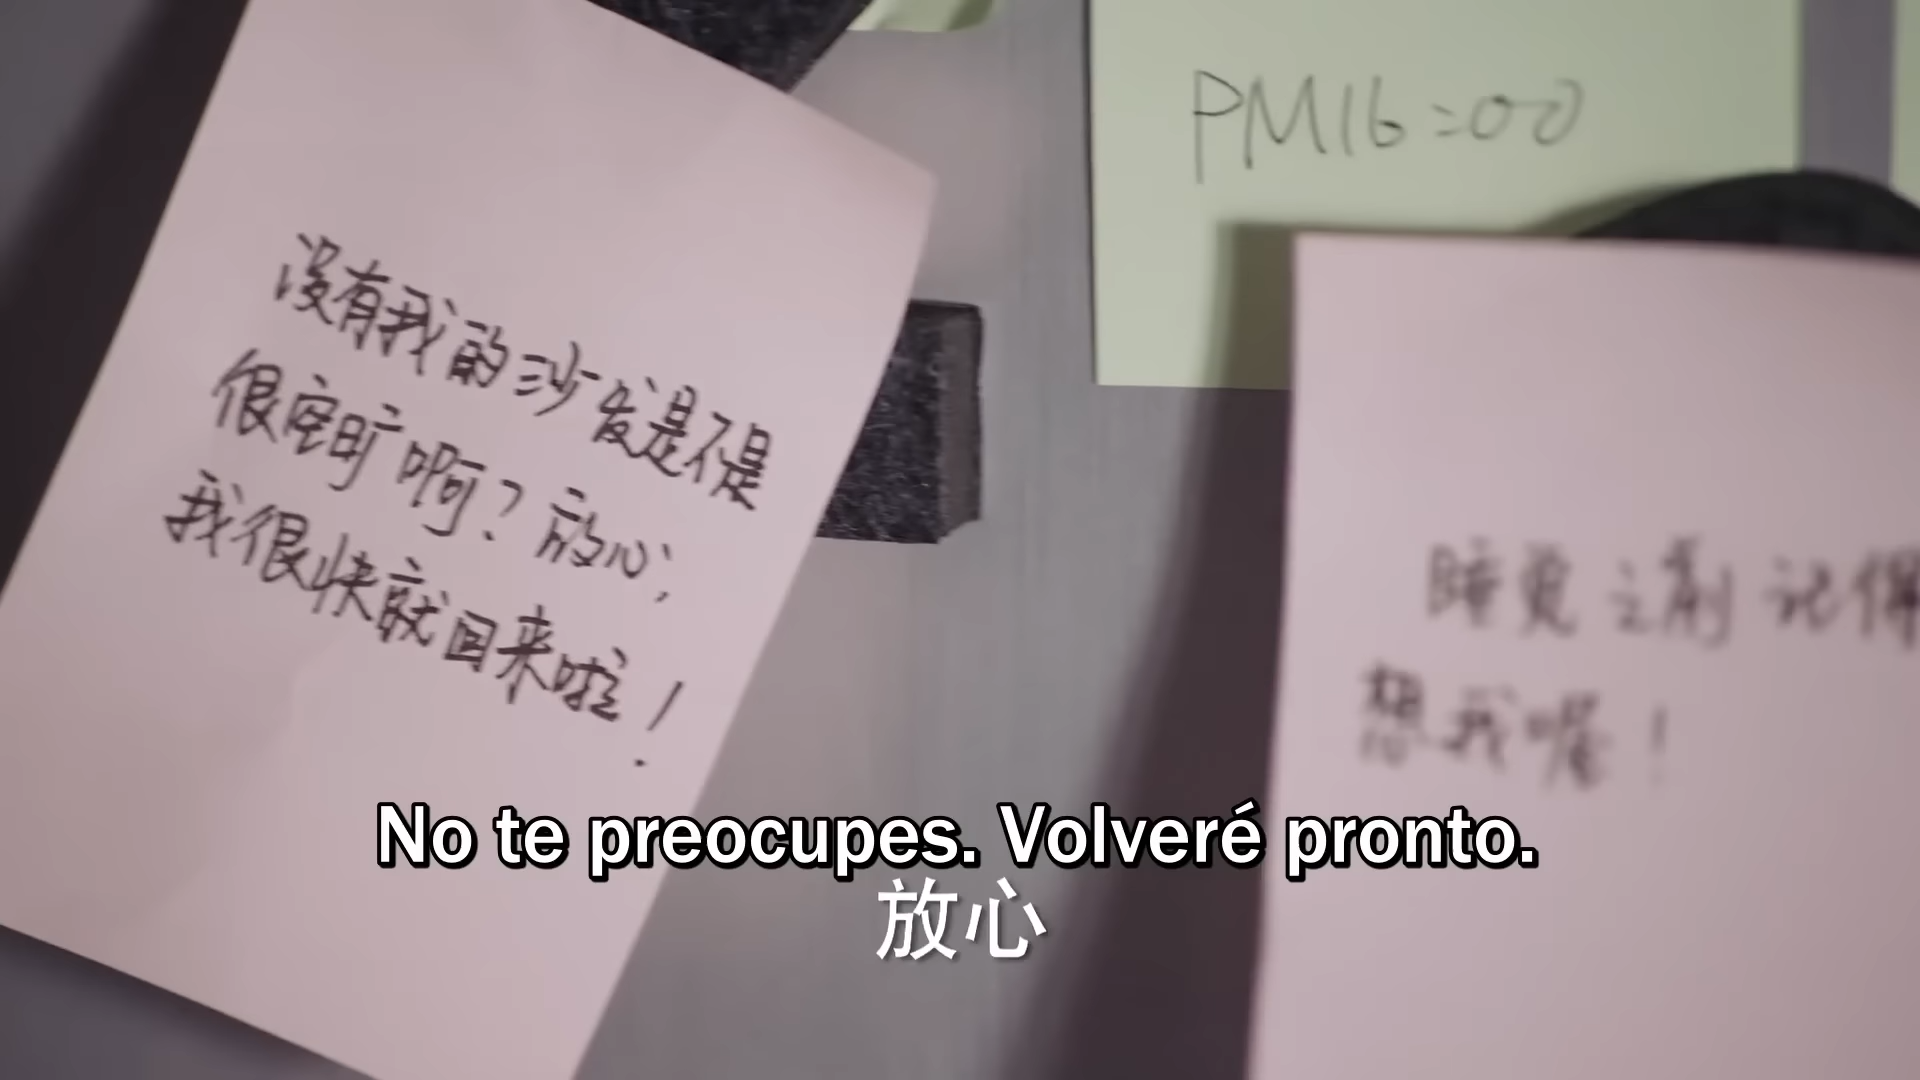 没有我的沙发是不是
很空旷啊？放心，
我很快就回来啦！
PM16:00
睡觉之前记得
想我喔！
No te preocupes. Volveré pronto.
放心